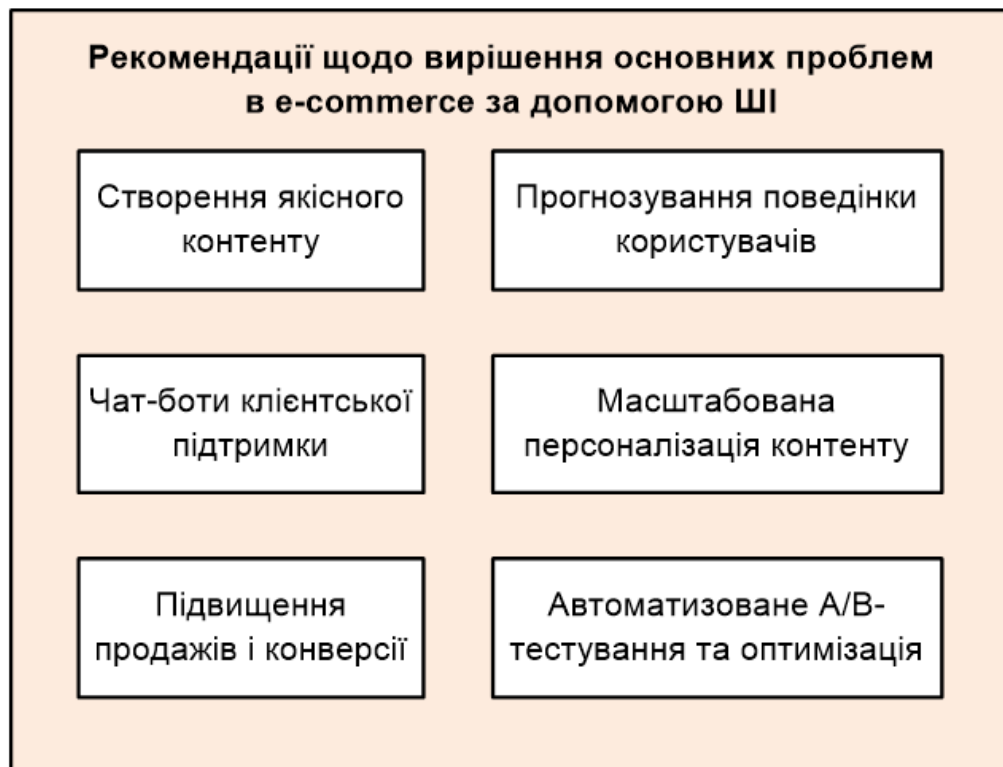 Рекомендації щодо вирішення основних проблем
в e-commerce за допомогою ШІ
Створення якісного
контенту
Прогнозування поведінки
користувачів
Чат-боти клієнтської
підтримки
Масштабована
персоналізація контенту
Підвищення
продажів і конверсії
Автоматизоване А/В-
тестування та оптимізація